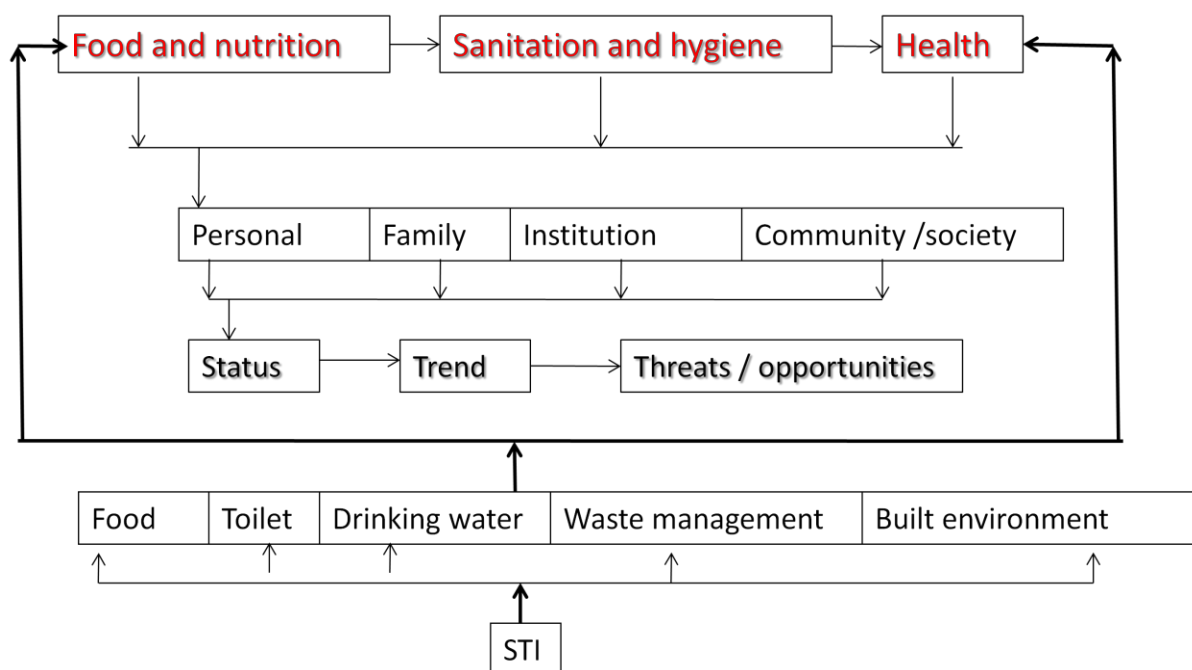 Food and nutrition
Sanitation and hygiene
Health
Personal
Family
Institution
Community /society
Status
Trend
Threats / opportunities
Food
Toilet
Drinking water
Waste management
Built environment
STI